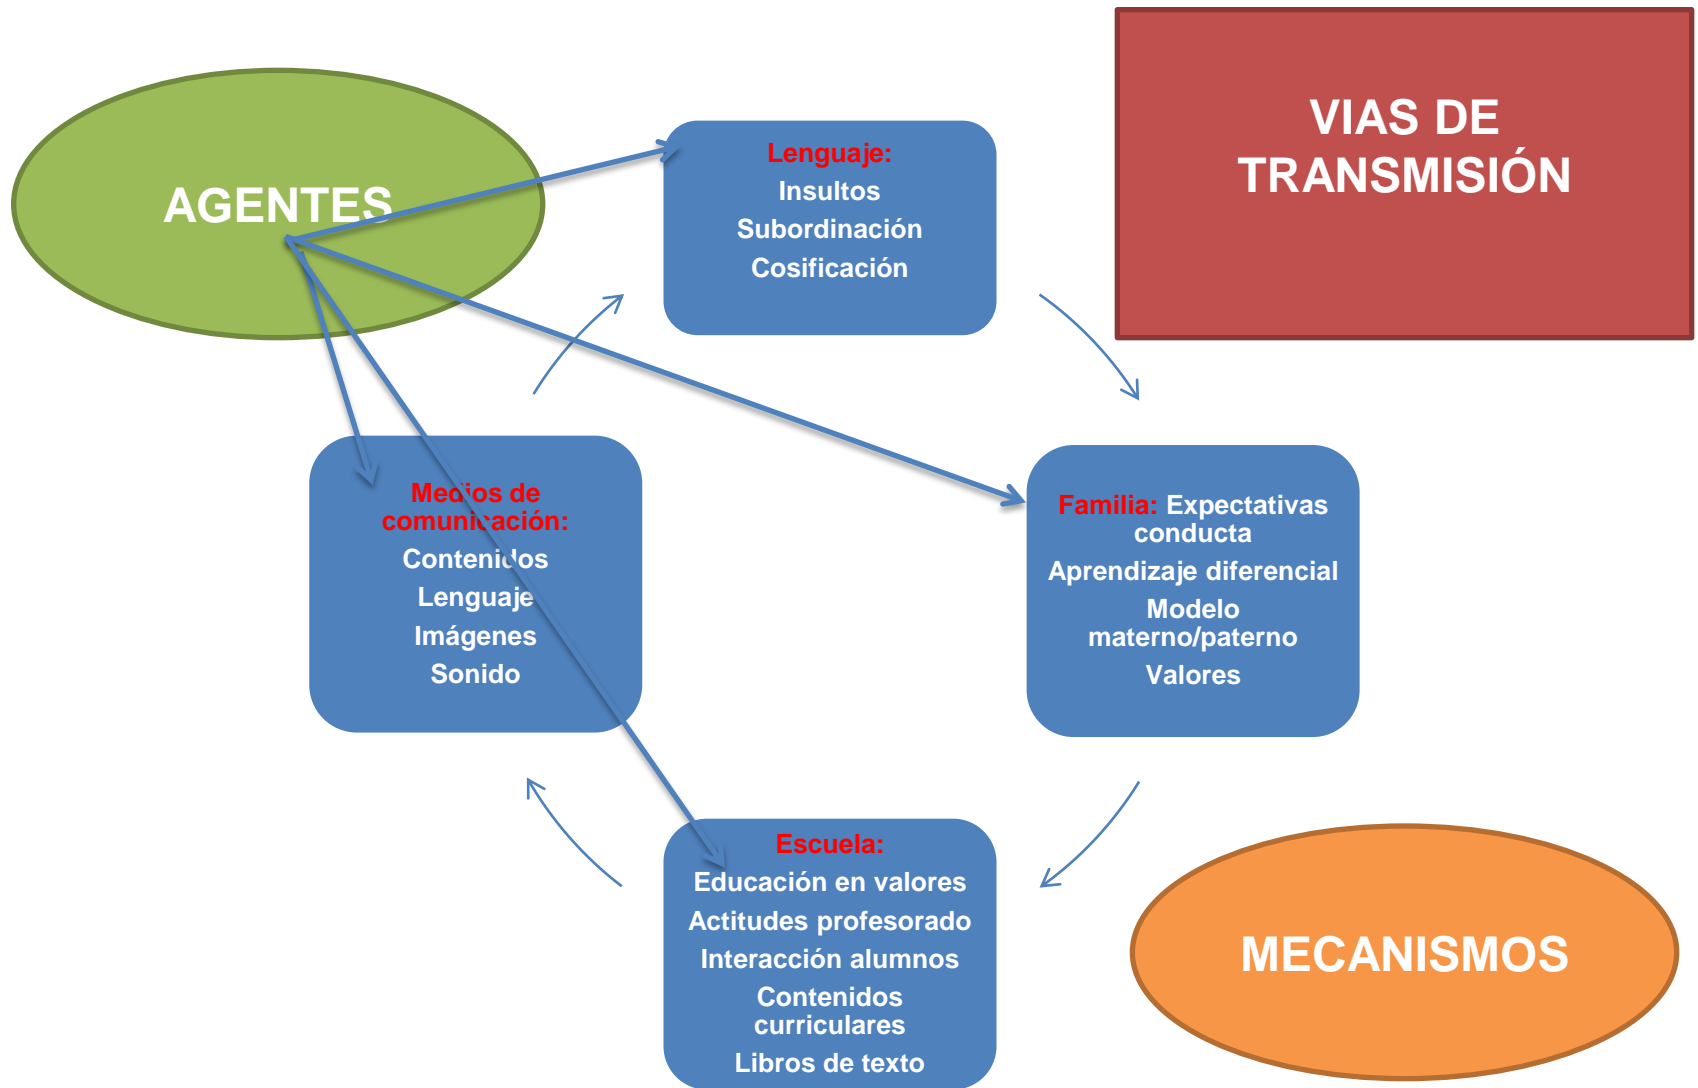 AGENTES
VIAS DE
TRANSMISIÓN
Lenguaje:
Insultos
Subordinación
Cosificación
Medios de
comunicación:
Contenidos
Lenguaje
Imágenes
Sonido
Familia: Expectativas
conducta
Aprendizaje diferencial
Modelo
materno/paterno
Valores
Escuela:
Educación en valores
Actitudes profesorado
Interacción alumnos
Contenidos
curriculares
Libros de texto
MECANISMOS